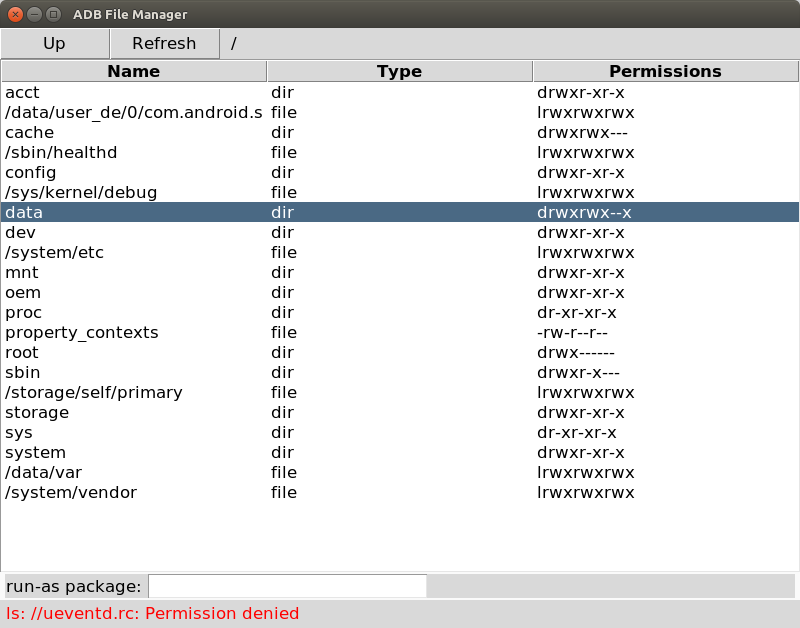 ADB File Manager
Up Refresh /
Name Type Permissions
acct dir drwxr-xr-x
/data/user_de/0/com.android.s file lrwxrwxrwx
cache dir drwxrwx---
/sbin/healthd file lrwxrwxrwx
config dir drwxr-xr-x
/sys/kernel/debug file lrwxrwxrwx
data dir drwxrwx--x
dev dir drwxr-xr-x
/system/etc file lrwxrwxrwx
mnt dir drwxr-xr-x
oem dir drwxr-xr-x
proc dir dr-xr-xr-x
property_contexts file -rw-r--r--
root dir drwx------
sbin dir drwxr-x---
/storage/self/primary file lrwxrwxrwx
storage dir drwxr-xr-x
sys dir dr-xr-xr-x
system dir drwxr-xr-x
/data/var file lrwxrwxrwx
/system/vendor file lrwxrwxrwx
run-as package:
ls: //ueventd.rc: Permission denied